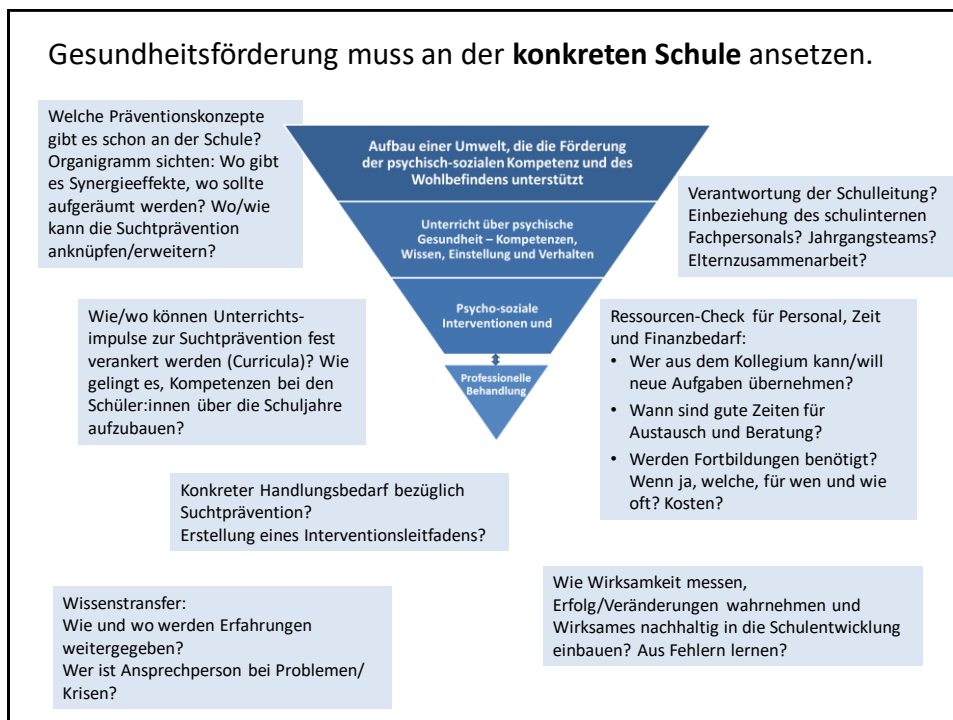 Gesundheitsförderung muss an der konkreten Schule ansetzen.
Welche Präventionskonzepte
gibt es schon an der Schule?
Organigramm sichten: Wo gibt
es Synergieeffekte, wo sollte
aufgeräumt werden? Wo/wie
kann die Suchtprävention
anknüpfen/erweitern?
Aufbau einer Umwelt, die die Förderung
der psychisch-sozialen Kompetenz und des
Wohlbefindens unterstützt
Unterricht über psychische
Gesundheit – Kompetenzen,
Wissen, Einstellung und Verhalten
Psycho-soziale
Interventionen und
Professionelle
Behandlung
Verantwortung der Schulleitung?
Einbeziehung des schulinternen
Fachpersonals? Jahrgangsteams?
Elternzusammenarbeit?
Wie/wo können Unterrichts-
impulse zur Suchtprävention fest
verankert werden (Curricula)? Wie
gelingt es, Kompetenzen bei den
Schüler:innen über die Schuljahre
aufzubauen?
Ressourcen-Check für Personal, Zeit
und Finanzbedarf:
• Wer aus dem Kollegium kann/will
neue Aufgaben übernehmen?
• Wann sind gute Zeiten für
Austausch und Beratung?
• Werden Fortbildungen benötigt?
Wenn ja, welche, für wen und wie
oft? Kosten?
Konkreter Handlungsbedarf bezüglich
Suchtprävention?
Erstellung eines Interventionsleitfadens?
Wissenstransfer:
Wie und wo werden Erfahrungen
weitergegeben?
Wer ist Ansprechperson bei Problemen/
Krisen?
Wie Wirksamkeit messen,
Erfolg/Veränderungen wahrnehmen und
Wirksames nachhaltig in die Schulentwicklung
einbauen? Aus Fehlern lernen?